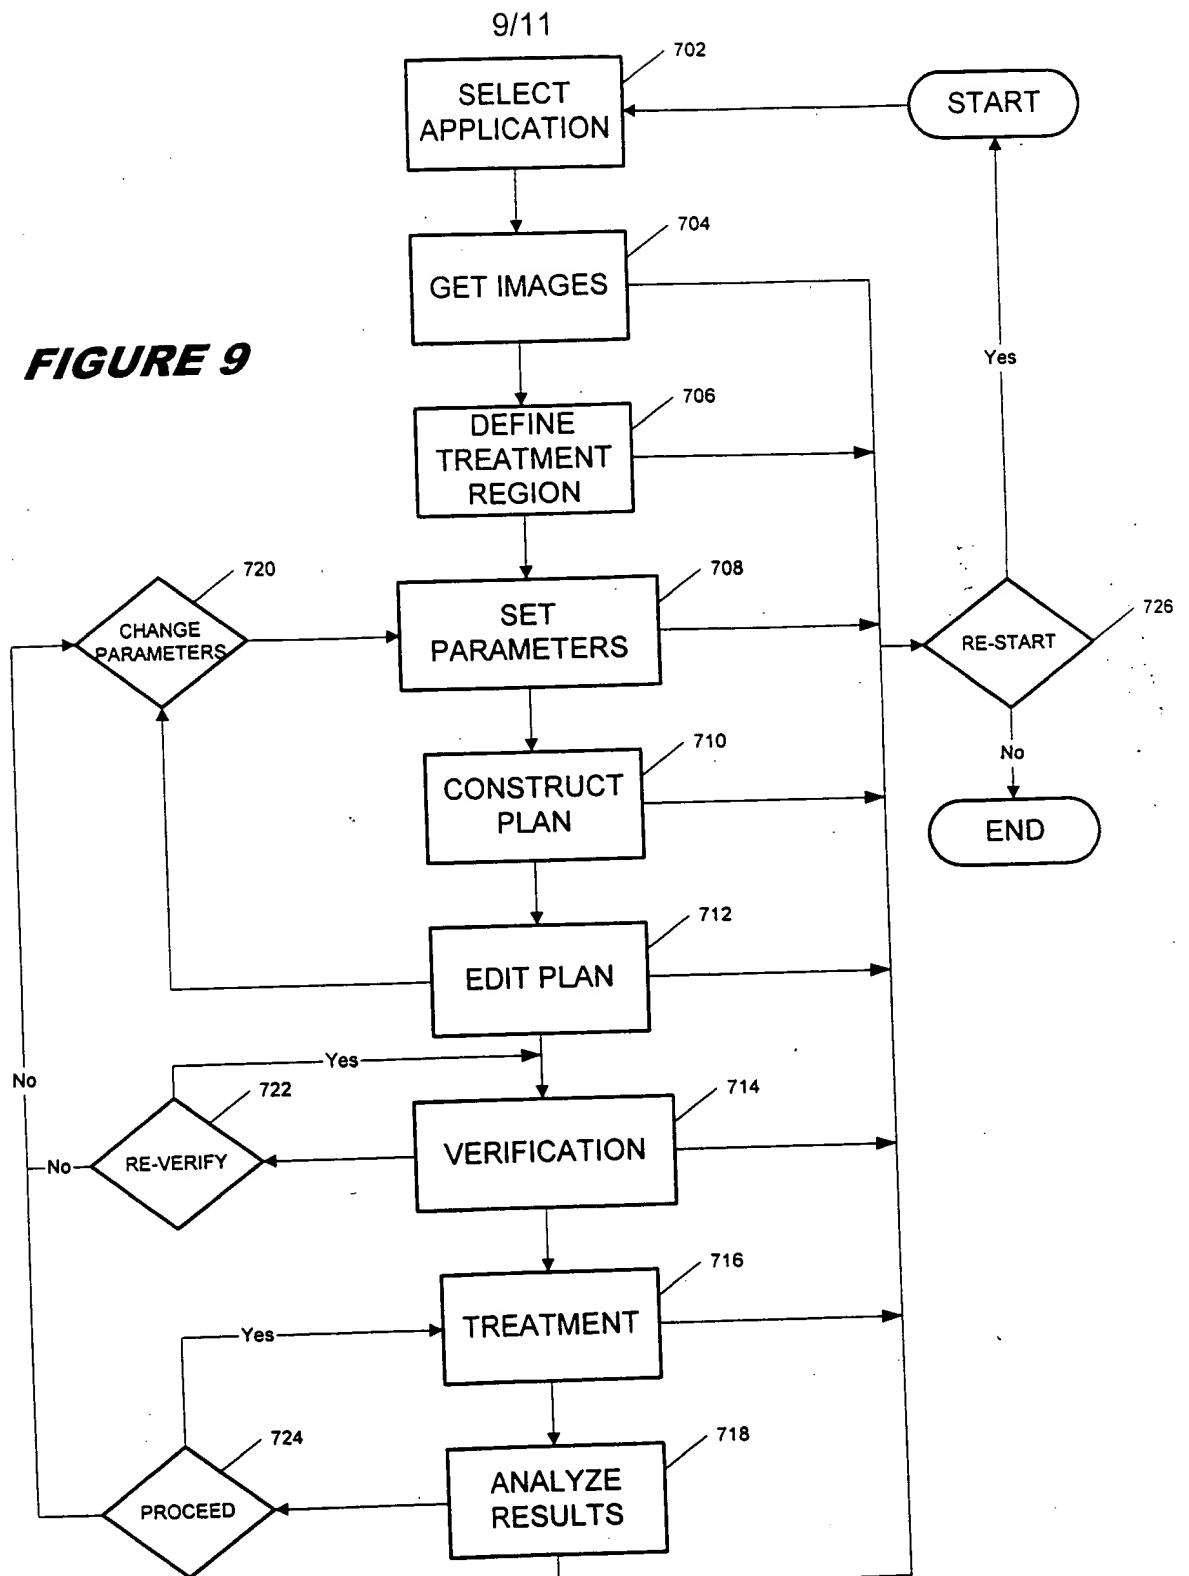 9/11
702
SELECT
APPLICATION
START
704
GET IMAGES
FIGURE 9
Yes
706
DEFINE
TREATMENT
REGION
720
CHANGE
PARAMETERS
708
SET
PARAMETERS
726
RE-START
710
CONSTRUCT
PLAN
No
END
712
EDIT PLAN
Yes
No
722
RE-VERIFY
No
714
VERIFICATION
716
TREATMENT
Yes
724
PROCEED
718
ANALYZE
RESULTS